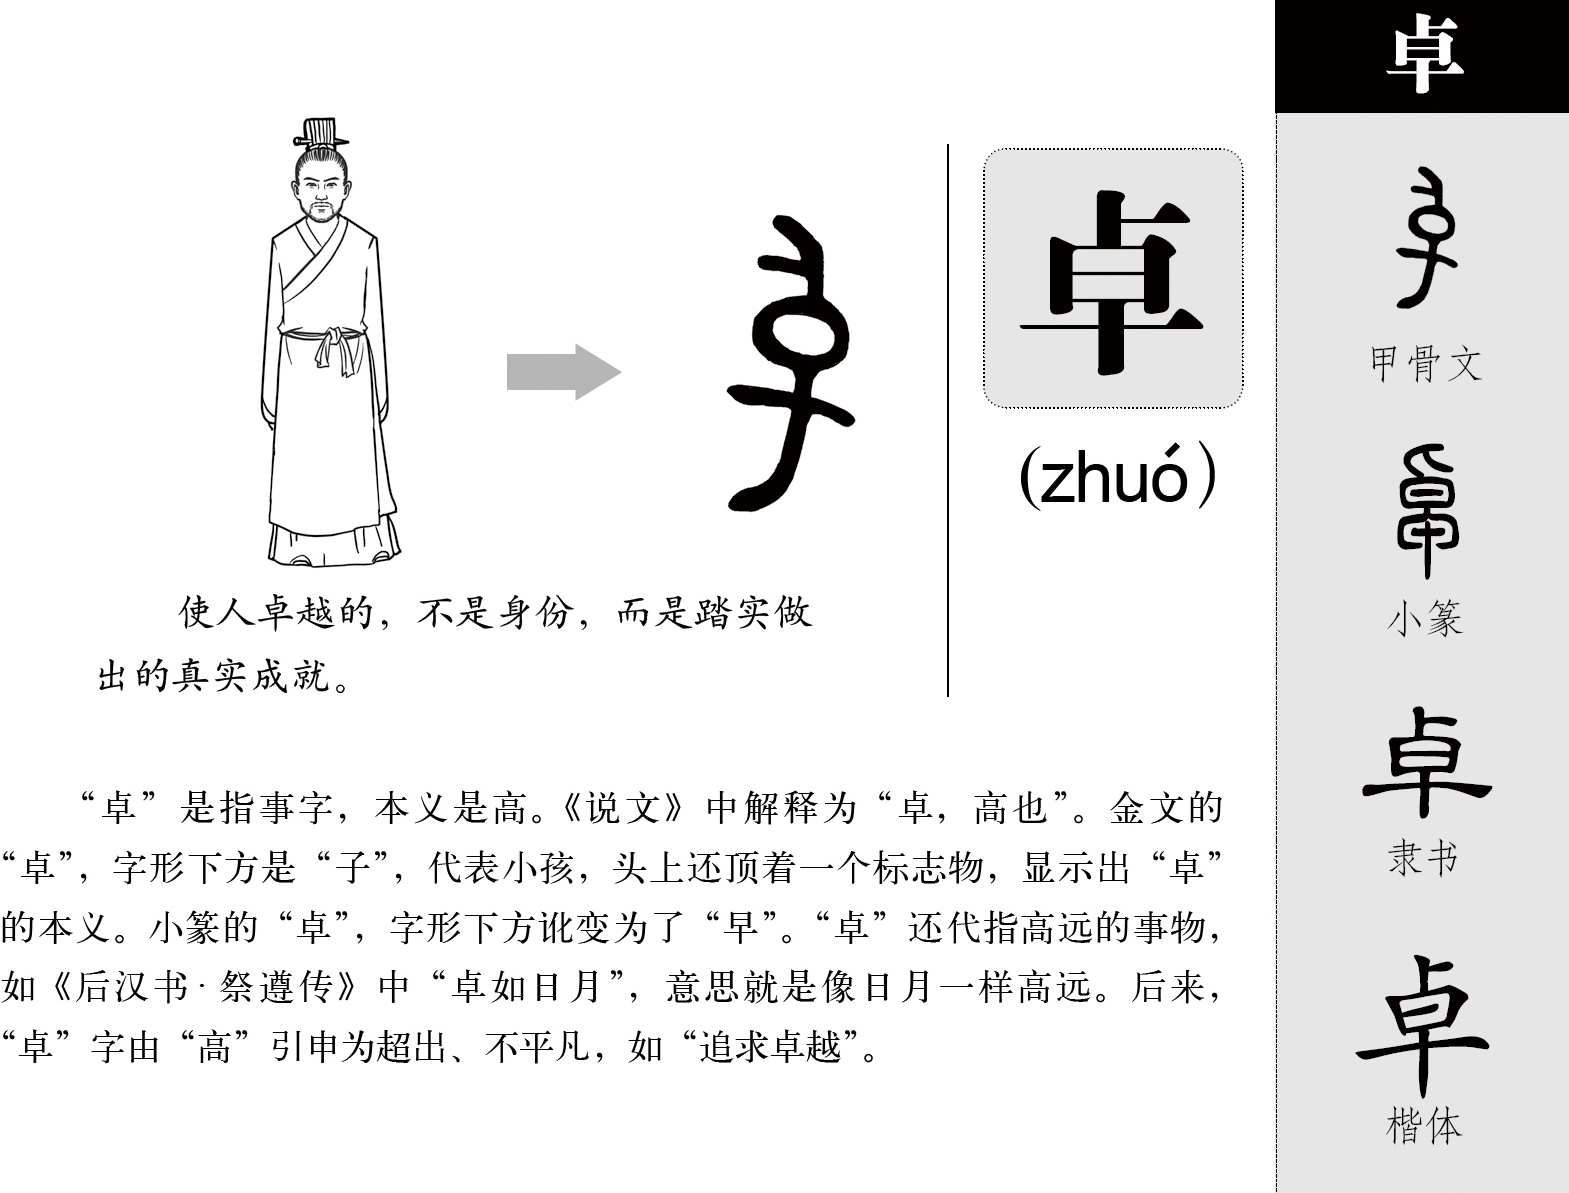 卓
卓
(zhuó)
使人卓越的，不是身份，而是踏实做
出的真实成就。
“卓”是指事字，本义是高。《说文》中解释为“卓，高也”。金文的
“卓”，字形下方是“子”，代表小孩，头上还顶着一个标志物，显示出“卓”
的本义。小篆的“卓”，字形下方讹变为了“早”。“卓”还代指高远的事物，
如《后汉书·祭遵传》中“卓如日月”，意思就是像日月一样高远。后来，
“卓”字由“高”引申为超出、不平凡，如“追求卓越”。
甲骨文
小篆
卓
隶书
卓
楷体